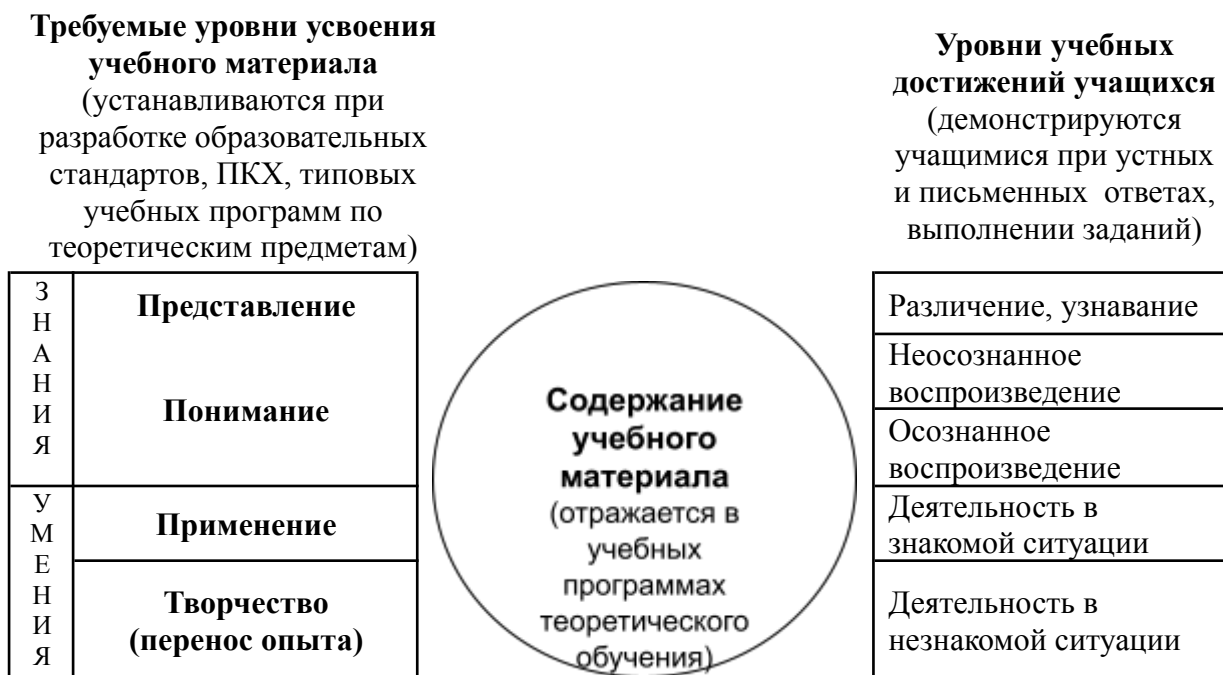 Требуемые уровни усвоения
учебного материала
(устанавливаются при
разработке образовательных
стандартов, ПКХ, типовых
учебных программ по
теоретическим предметам)
Уровни учебных
достижений учащихся
(демонстрируются
учащимися при устных
и письменных ответах,
выполнении заданий)
З
Н
А
Н
И
Я
Представление
Понимание
У
М
Е
Н
И
Я
Применение
Творчество
(перенос опыта)
Содержание
учебного
материала
(отражается в
учебных
программах
теоретического
обучения)
Различение, узнавание
Неосознанное
воспроизведение
Осознанное
воспроизведение
Деятельность в
знакомой ситуации
Деятельность в
незнакомой ситуации